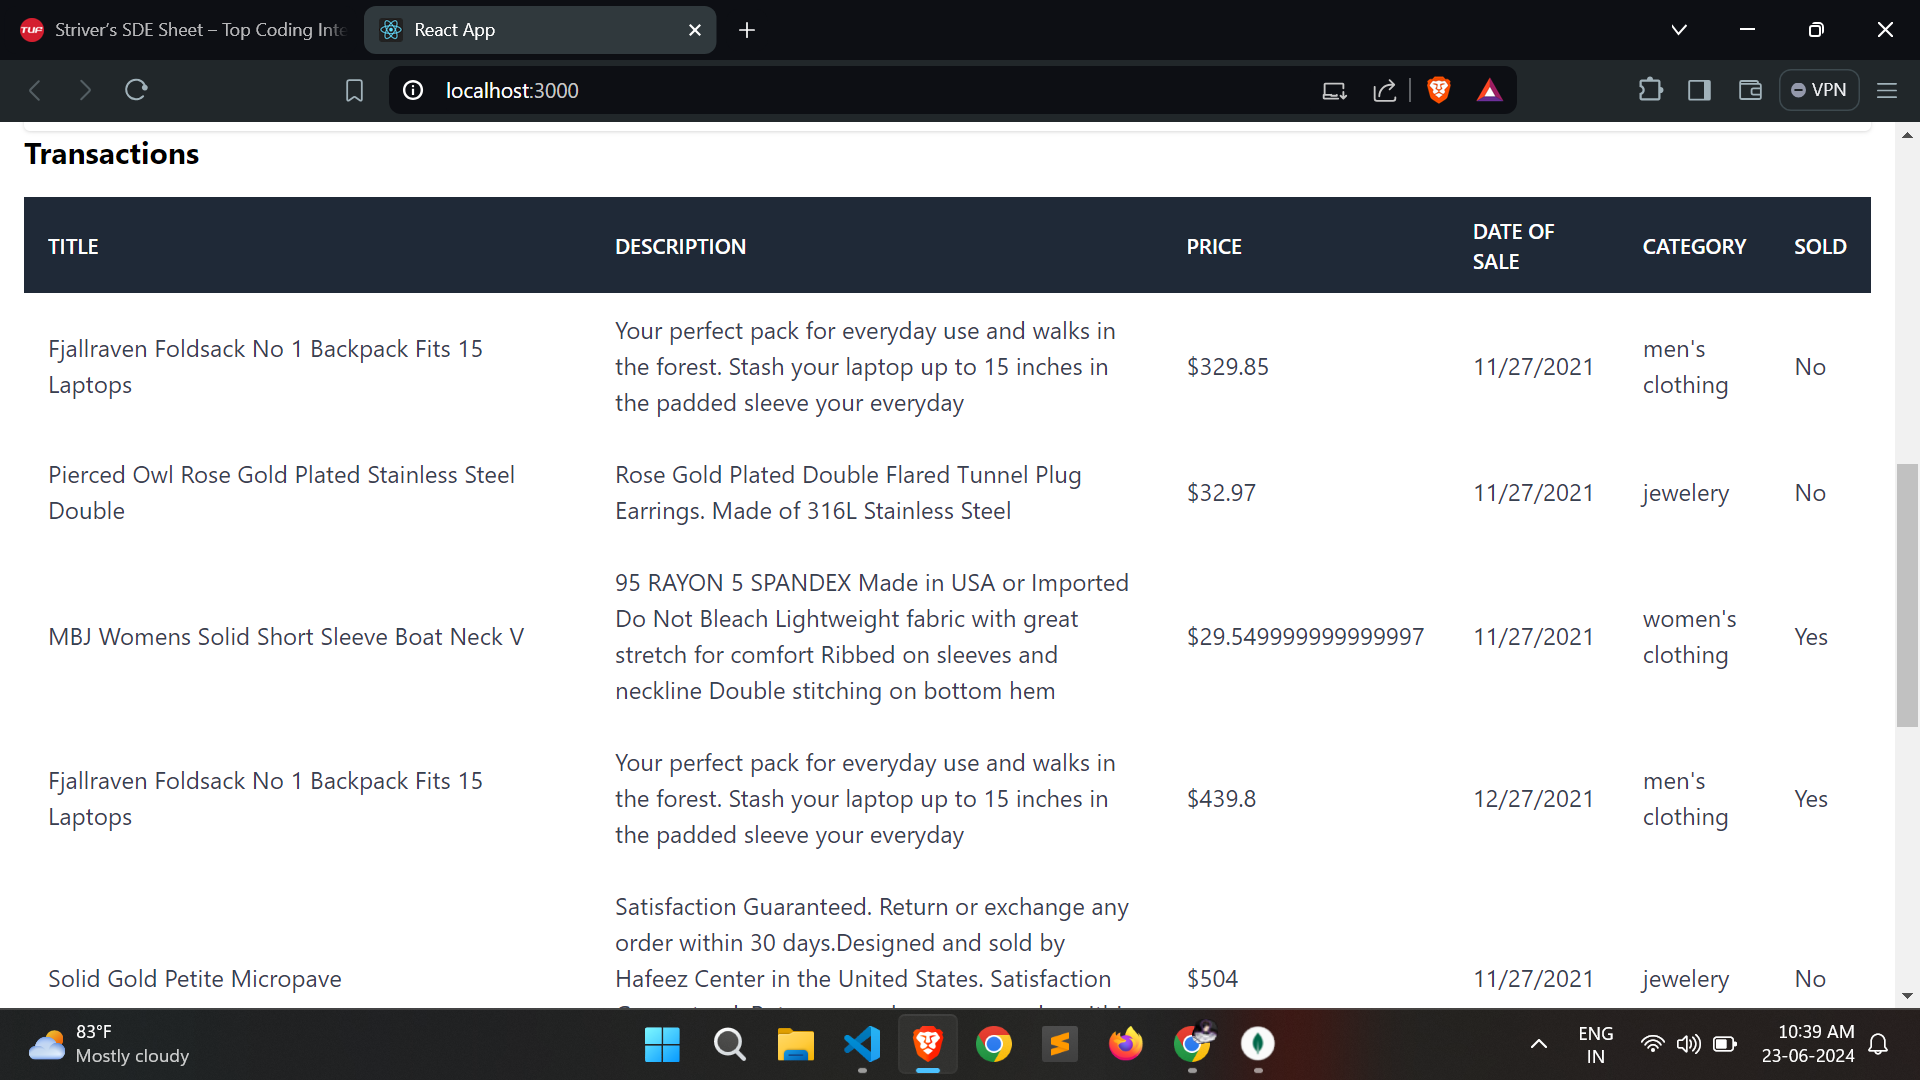 TUF Striver's SDE Sheet – Top Coding Inte
React App
localhost:3000
VPN
Transactions
TITLE DESCRIPTION PRICE DATE OF SALE CATEGORY SOLD
Fjallraven Foldsack No 1 Backpack Fits 15
Laptops
Your perfect pack for everyday use and walks in
the forest. Stash your laptop up to 15 inches in
the padded sleeve your everyday
$329.85
11/27/2021
men's
clothing
No
Pierced Owl Rose Gold Plated Stainless Steel
Double
Rose Gold Plated Double Flared Tunnel Plug
Earrings. Made of 316L Stainless Steel
$32.97
11/27/2021
jewelery
No
MBJ Womens Solid Short Sleeve Boat Neck V
95 RAYON 5 SPANDEX Made in USA or Imported
Do Not Bleach Lightweight fabric with great
stretch for comfort Ribbed on sleeves and
neckline Double stitching on bottom hem
$29.549999999999997
11/27/2021
women's
clothing
Yes
Fjallraven Foldsack No 1 Backpack Fits 15
Laptops
Your perfect pack for everyday use and walks in
the forest. Stash your laptop up to 15 inches in
the padded sleeve your everyday
$439.8
12/27/2021
men's
clothing
Yes
Solid Gold Petite Micropave
Satisfaction Guaranteed. Return or exchange any
order within 30 days.Designed and sold by
Hafeez Center in the United States. Satisfaction
$504
11/27/2021
jewelery
No
83°F
Mostly cloudy
ENG
IN
10:39 AM
23-06-2024